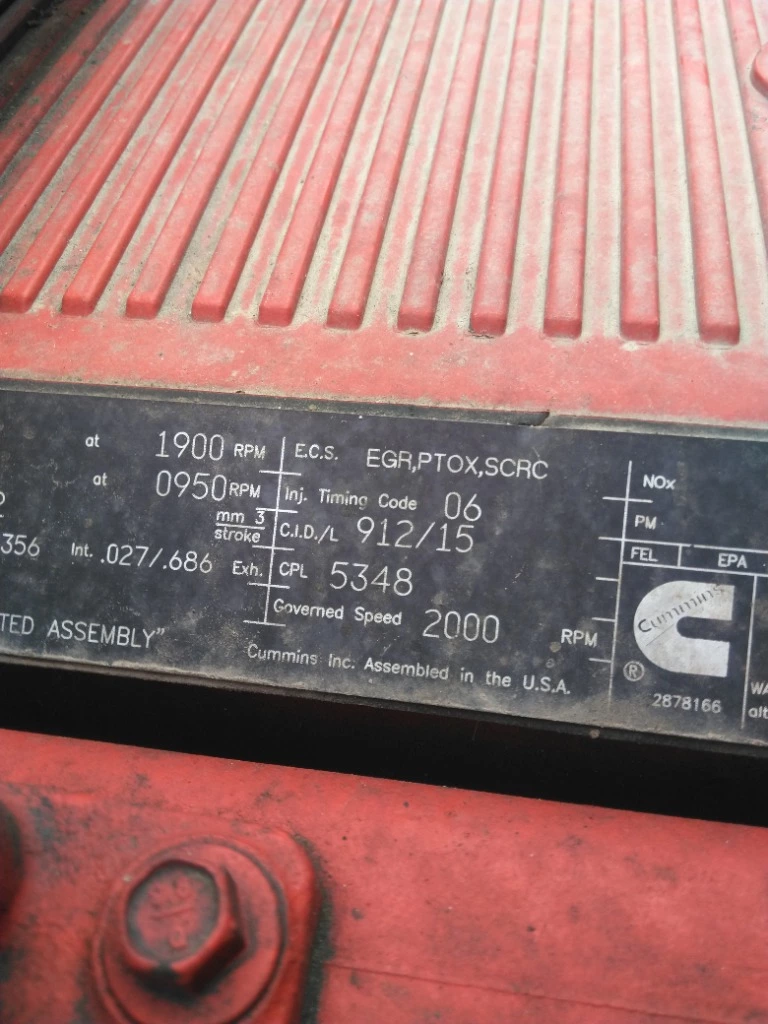 at 1900 RPM
at 0950 RPM
mm 3
stroke
356 Int. .027/.686 Exh.
TED ASSEMBLY"
E.C.S. EGR,PTOX,SCRC
Inj. Timing Code 06
C.I.D./L 912/15
CPL 5348
Governed Speed 2000 RPM
Cummins Inc. Assembled in the U.S.A.
NOx
PM
FEL EPA
Cummins
®
2878166
WA
alt